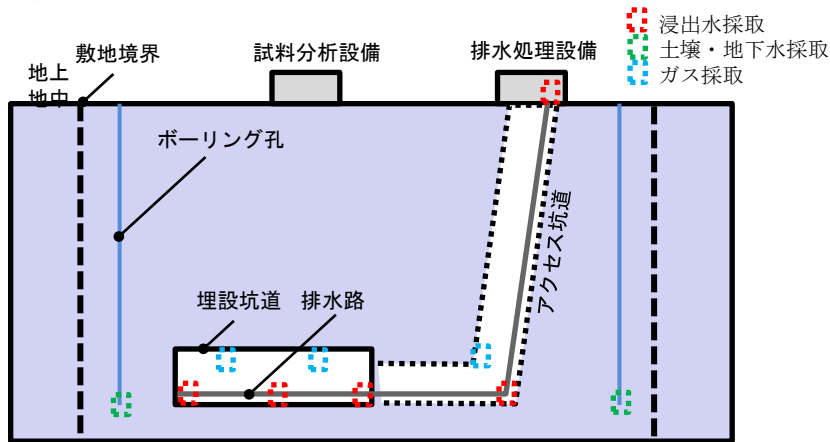 試料分析設備
排水処理設備
浸出水採取
土壌・地下水採取
ガス採取
敷地境界
地上
地中
ボーリング孔
アクセス坑道
埋設坑道
排水路